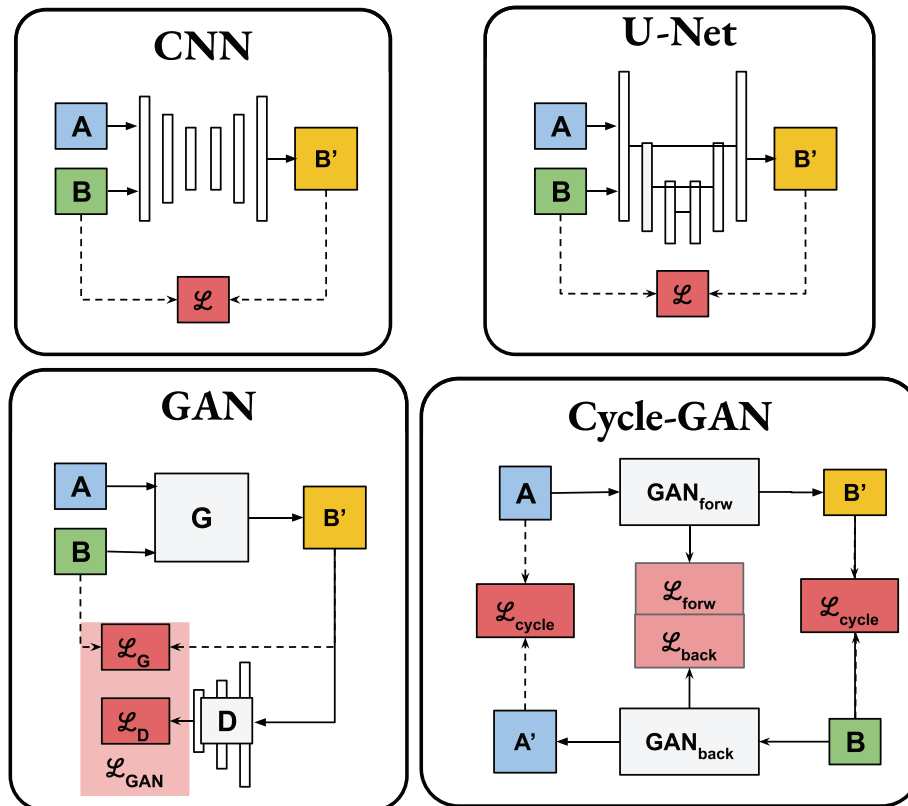 CNN
A
B
B’
ℒ
U-Net
A
B
B’
ℒ
GAN
A
B
G
B’
ℒG
ℒD
D
ℒGAN
Cycle-GAN
A
GANforw
B’
ℒcycle
ℒforw
ℒback
ℒcycle
A’
GANback
B